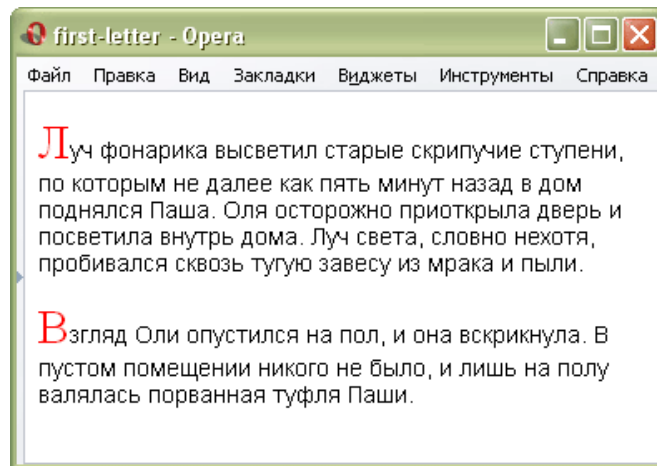 first-letter - Opera
Файл Правка Вид Закладки Виджеты Инструменты Справка
Луч фонарика высветил старые скрипучие ступени,
по которым не далее как пять минут назад в дом
поднялся Паша. Оля осторожно приоткрыла дверь и
посветила внутрь дома. Луч света, словно нехотя,
пробивался сквозь тугую завесу из мрака и пыли.
Взгляд Оли опустился на пол, и она вскрикнула. В
пустом помещении никого не было, и лишь на полу
валялась порванная туфля Паши.